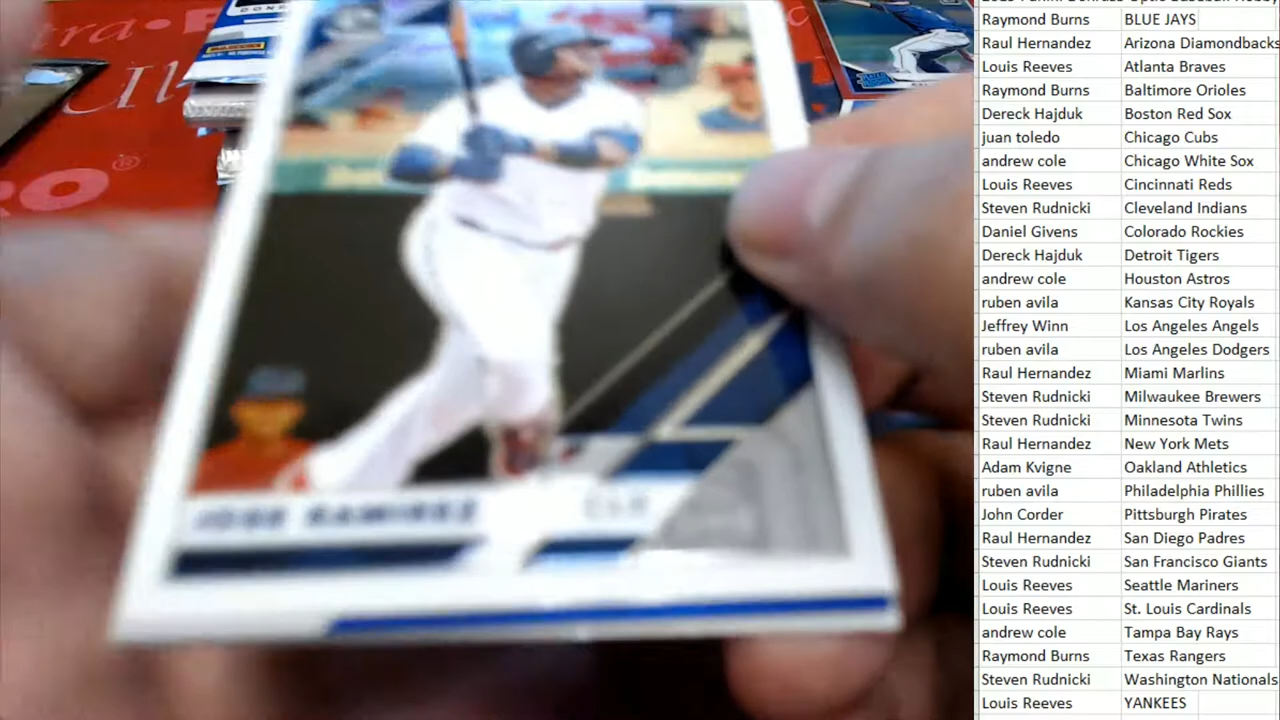 Raymond Burns BLUE JAYS
Raul Hernandez Arizona Diamondbacks
Louis Reeves Atlanta Braves
Raymond Burns Baltimore Orioles
Dereck Hajduk Boston Red Sox
juan toledo Chicago Cubs
andrew cole Chicago White Sox
Louis Reeves Cincinnati Reds
Steven Rudnicki Cleveland Indians
Daniel Givens Colorado Rockies
Dereck Hajduk Detroit Tigers
andrew cole Houston Astros
ruben avila Kansas City Royals
Jeffrey Winn Los Angeles Angels
ruben avila Los Angeles Dodgers
Raul Hernandez Miami Marlins
Steven Rudnicki Milwaukee Brewers
Steven Rudnicki Minnesota Twins
Raul Hernandez New York Mets
Adam Kvigne Oakland Athletics
ruben avila Philadelphia Phillies
John Corder Pittsburgh Pirates
Raul Hernandez San Diego Padres
Steven Rudnicki San Francisco Giants
Louis Reeves Seattle Mariners
Louis Reeves St. Louis Cardinals
andrew cole Tampa Bay Rays
Raymond Burns Texas Rangers
Steven Rudnicki Washington Nationals
Louis Reeves YANKEES
JOSE RAMIREZ CLE